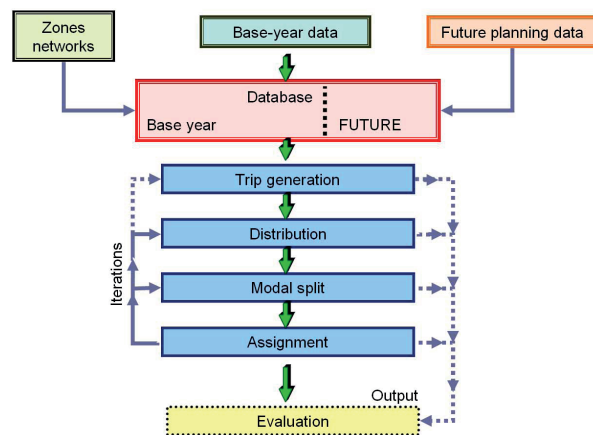 Zones
networks
Base-year data
Future planning data
Database
Base year
FUTURE
Trip generation
Distribution
Modal split
Assignment
Iterations
Output
Evaluation